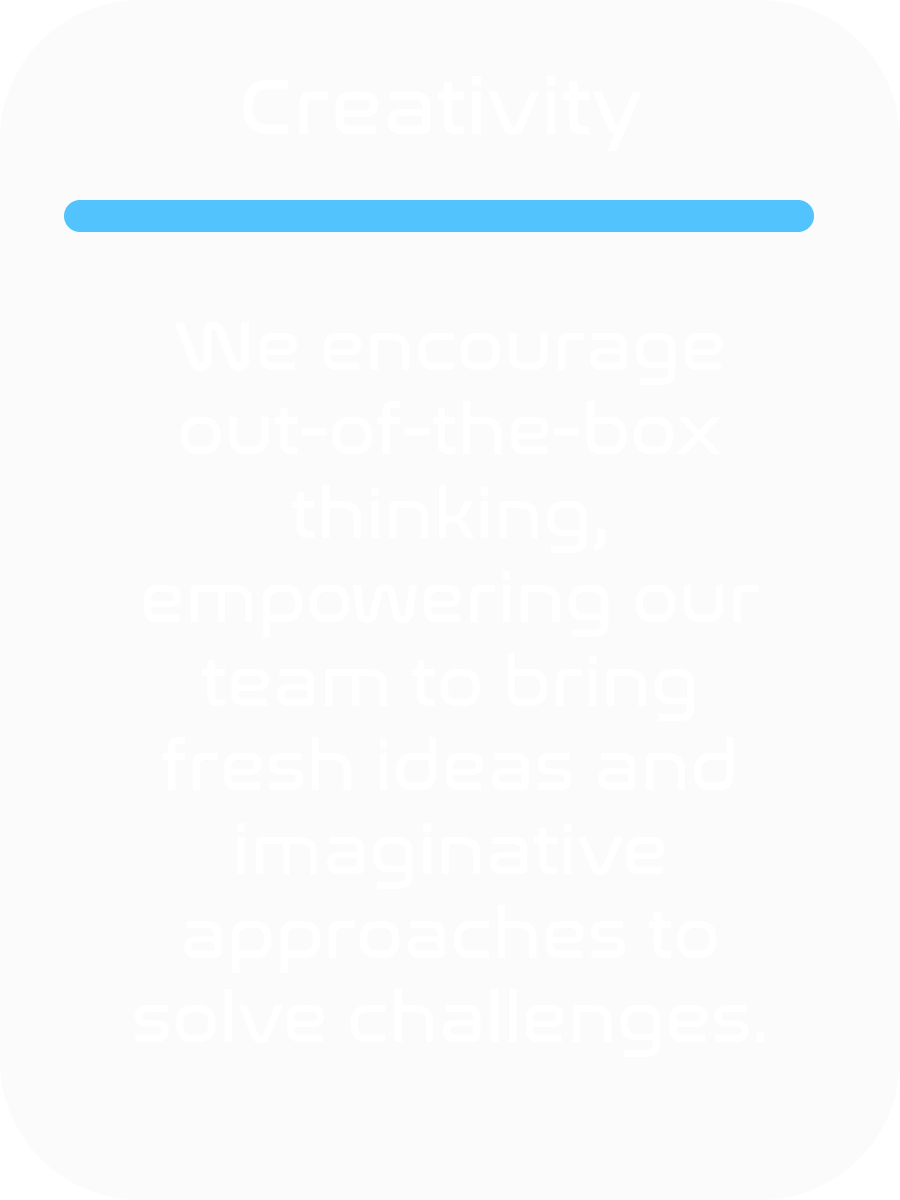 Creativity
We encourage
out-of-the-box
thinking,
empowering our
team to bring
fresh ideas and
imaginative
approaches to
solve challenges.